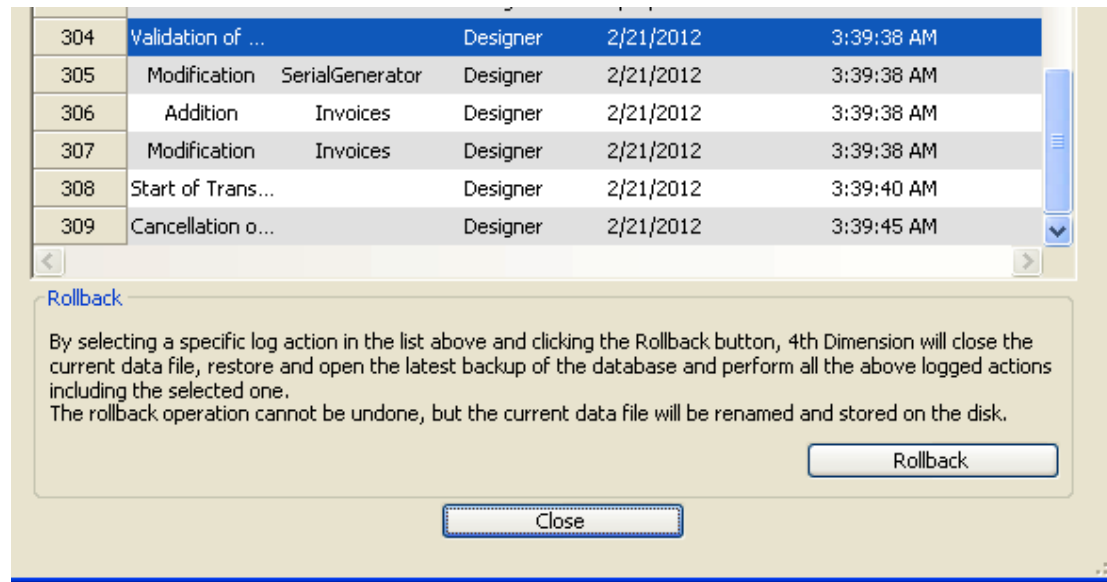 304 Validation of ... Designer 2/21/2012 3:39:38 AM
305 Modification SerialGenerator Designer 2/21/2012 3:39:38 AM
306 Addition Invoices Designer 2/21/2012 3:39:38 AM
307 Modification Invoices Designer 2/21/2012 3:39:38 AM
308 Start of Trans... Designer 2/21/2012 3:39:40 AM
309 Cancellation o... Designer 2/21/2012 3:39:45 AM
Rollback
By selecting a specific log action in the list above and clicking the Rollback button, 4th Dimension will close the
current data file, restore and open the latest backup of the database and perform all the above logged actions
including the selected one.
The rollback operation cannot be undone, but the current data file will be renamed and stored on the disk.
Rollback
Close